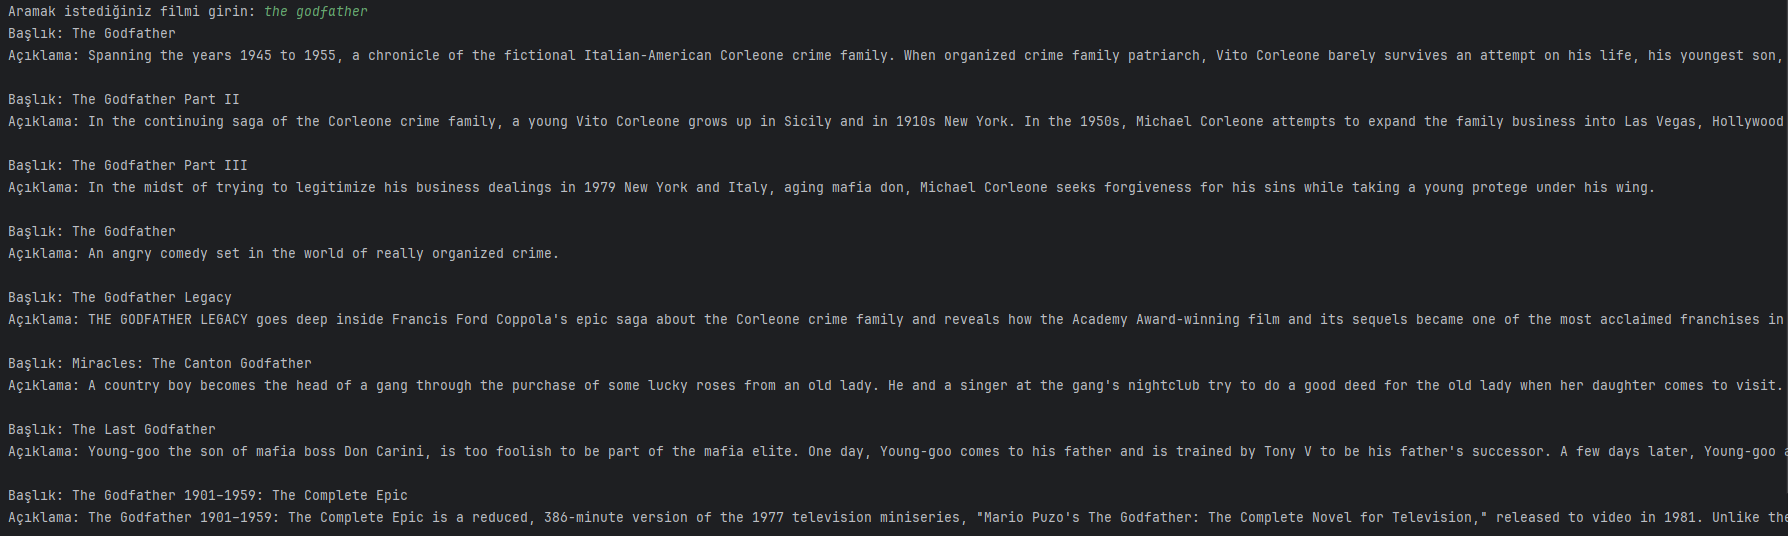 Aramak istediğiniz filmi girin: the godfather
Başlık: The Godfather
Açıklama: Spanning the years 1945 to 1955, a chronicle of the fictional Italian-American Corleone crime family. When organized crime family patriarch, Vito Corleone barely survives an attempt on his life, his youngest son,
Başlık: The Godfather Part II
Açıklama: In the continuing saga of the Corleone crime family, a young Vito Corleone grows up in Sicily and in 1910s New York. In the 1950s, Michael Corleone attempts to expand the family business into Las Vegas, Hollywood
Başlık: The Godfather Part III
Açıklama: In the midst of trying to legitimize his business dealings in 1979 New York and Italy, aging mafia don, Michael Corleone seeks forgiveness for his sins while taking a young protege under his wing.
Başlık: The Godfather
Açıklama: An angry comedy set in the world of really organized crime.
Başlık: The Godfather Legacy
Açıklama: THE GODFATHER LEGACY goes deep inside Francis Ford Coppola's epic saga about the Corleone crime family and reveals how the Academy Award-winning film and its sequels became one of the most acclaimed franchises in
Başlık: Miracles: The Canton Godfather
Açıklama: A country boy becomes the head of a gang through the purchase of some lucky roses from an old lady. He and a singer at the gang's nightclub try to do a good deed for the old lady when her daughter comes to visit.
Başlık: The Last Godfather
Açıklama: Young-goo the son of mafia boss Don Carini, is too foolish to be part of the mafia elite. One day, Young-goo comes to his father and is trained by Tony V to be his father's successor. A few days later, Young-goo
Başlık: The Godfather 1901–1959: The Complete Epic
Açıklama: The Godfather 1901–1959: The Complete Epic is a reduced, 386-minute version of the 1977 television miniseries, "Mario Puzo's The Godfather: The Complete Novel for Television," released to video in 1981. Unlike the